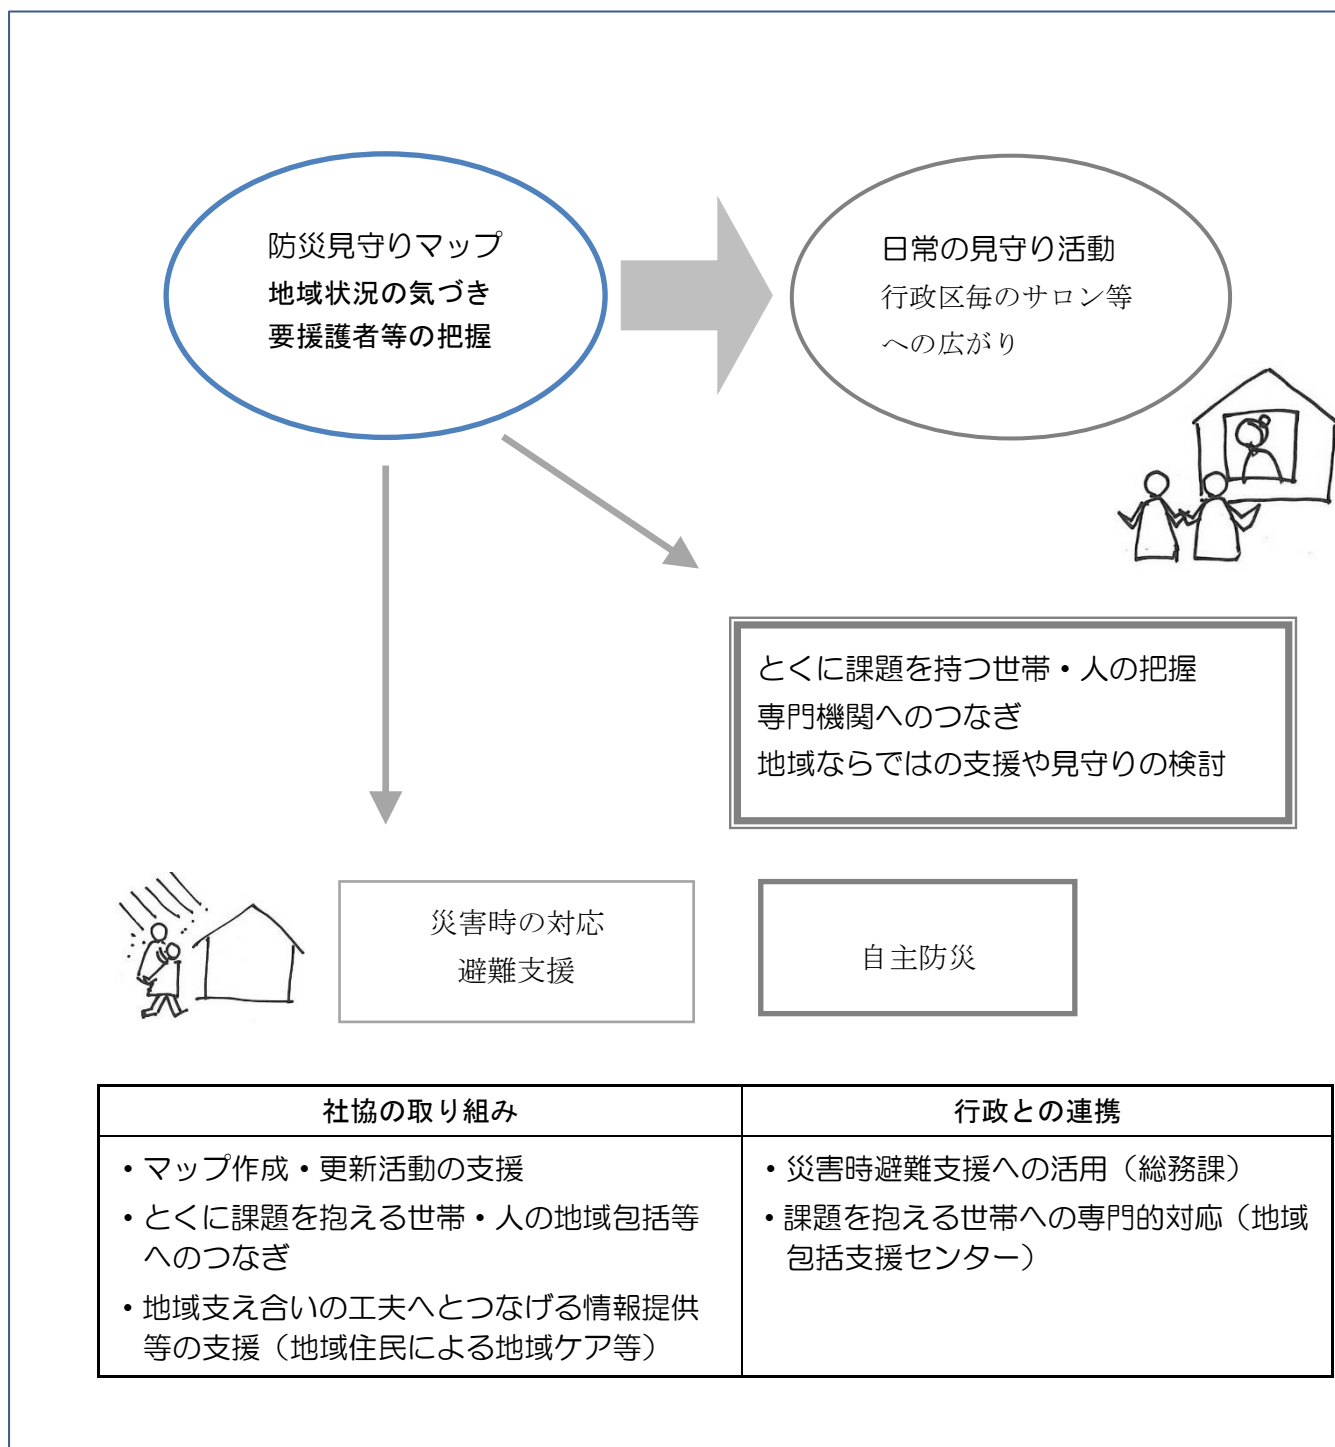 防災見守りマップ
地域状況の気づき
要援護者等の把握
日常の見守り活動
行政区毎のサロン等
への広がり
とくに課題を持つ世帯・人の把握
専門機関へのつなぎ
地域ならではの支援や見守りの検討
災害時の対応
避難支援
自主防災
社協の取り組み
・マップ作成・更新活動の支援
・とくに課題を抱える世帯・人の地域包括等
へのつなぎ
・地域支え合いの工夫へとつなげる情報提供
等の支援（地域住民による地域ケア等）
行政との連携
・災害時避難支援への活用（総務課）
・課題を抱える世帯への専門的対応（地域
包括支援センター）